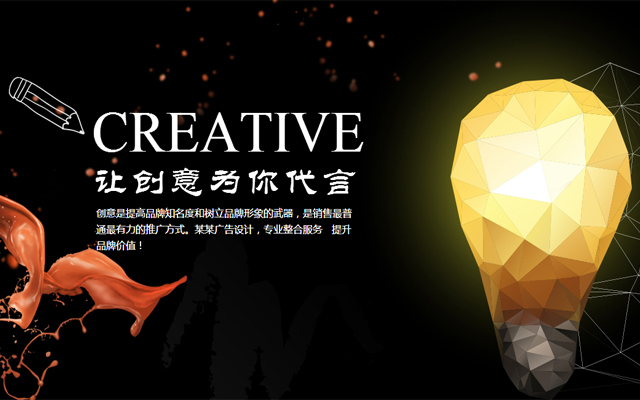 CREATIVE
让创意为你代言
创意是提高品牌知名度和树立品牌形象的武器，是销售最普
通最有力的推广方式。某某广告设计，专业整合服务　提升
品牌价值！